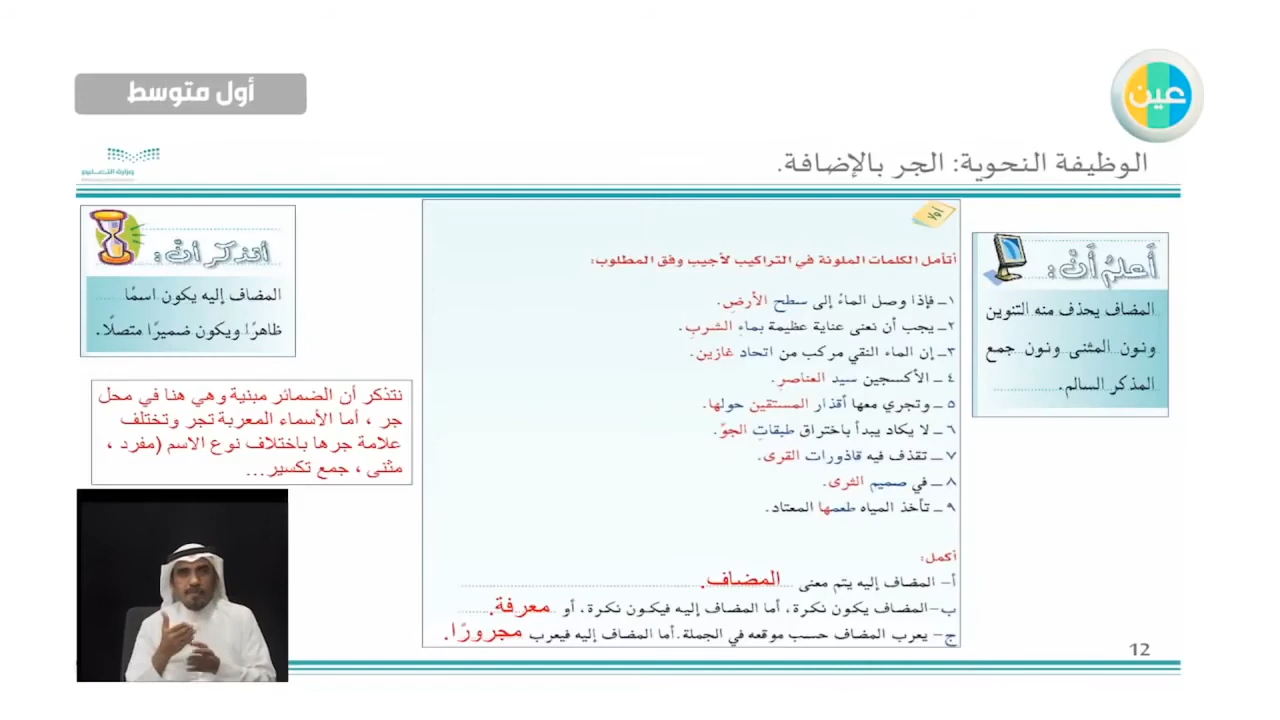 أول متوسط
عين
الوظيفة النحوية: الجر بالإضافة.
أعلم أن:
المضاف يحذف منه التنوين
ونون المثنى ونون جمع
المذكر السالم.
أولا
أتأمل الكلمات الملونة في التراكيب لأجيب وفق المطلوب:
١ـ فإذا وصل الماءُ إلى سطح الأرضِ.
٢ـ يجب أن نعنى عناية عظيمة بماءِ الشربِ.
٣ـ إن الماء النقي مركب من اتحاد غازين.
٤ ـ الأكسجين سيد العناصرِ.
٥ ـ وتجري معها أقذار المستقين حولها.
٦ ـ لا يكاد يبدأ باختراق طبقاتِ الجوِّ.
٧ ـ تقذف فيه قاذورات القرى.
٨ ـ في صميم الثرى.
٩ ـ تأخذ المياه طعمها المعتاد.
أكمل:
أ- المضاف إليه يتم معنى المضاف.
ب-المضاف يكون نكرة، أما المضاف إليه فيكون نكرة، أو معرفة.
ج- يعرب المضاف حسب موقعه في الجملة. أما المضاف إليه فيعرب مجرورًا.
أتذكر أن:
المضاف إليه يكون اسمًا
ظاهرًا ويكون ضميرًا متصلًا.
نتذكر أن الضمائر مبنية وهي هنا في محل
جر ، أما الأسماء المعربة تجر وتختلف
علامة جرها باختلاف نوع الاسم (مفرد ،
مثنى ، جمع تكسير...
12